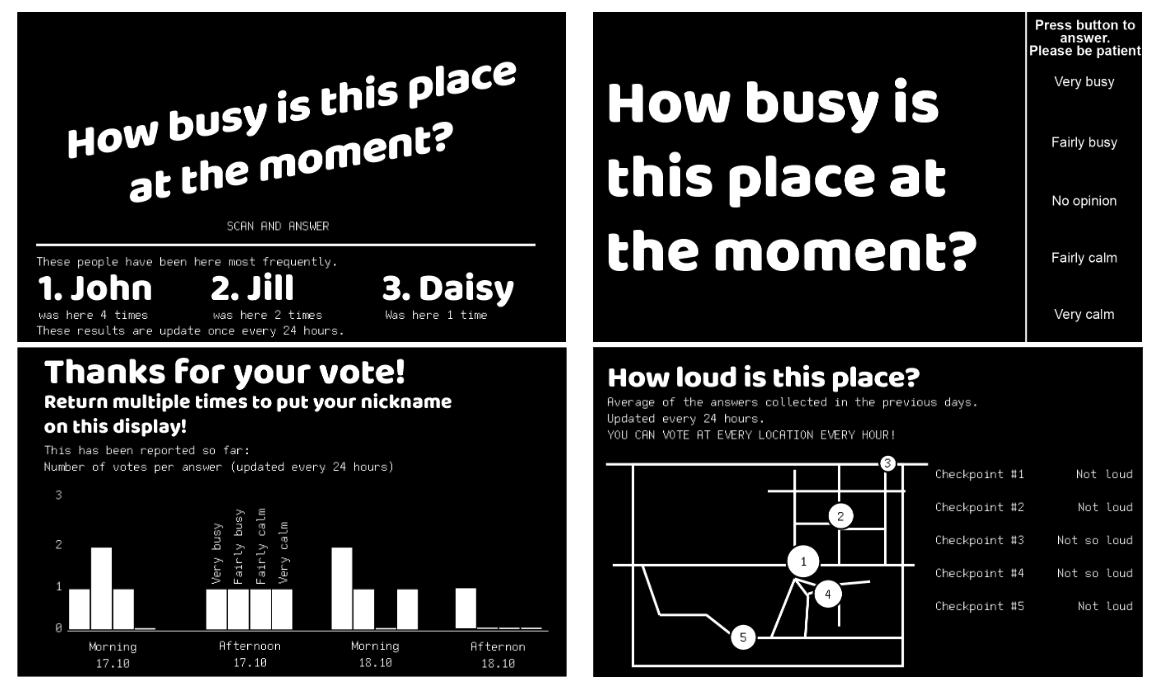 How busy is this place
at the moment?
SCAN AND ANSWER
These people have been here most frequently.
1. John 2. Jill 3. Daisy
was here 4 times was here 2 times Was here 1 time
These results are update once every 24 hours.
How busy is
this place at
the moment?
Press button to
answer.
Please be patient
Very busy
Fairly busy
No opinion
Fairly calm
Very calm
Thanks for your vote!
Return multiple times to put your nickname
on this display!
This has been reported so far:
Number of votes per answer (updated every 24 hours)
3
2
1
0
Very busy
Fairly busy
Fairly calm
Very calm
Morning Afternoon Morning Afternon
17.10 17.10 18.10 18.10
How loud is this place?
Average of the answers collected in the previous days.
Updated every 24 hours.
YOU CAN VOTE AT EVERY LOCATION EVERY HOUR!
3
2
1
4
5
Checkpoint #1 Not loud
Checkpoint #2 Not loud
Checkpoint #3 Not so loud
Checkpoint #4 Not so loud
Checkpoint #5 Not loud